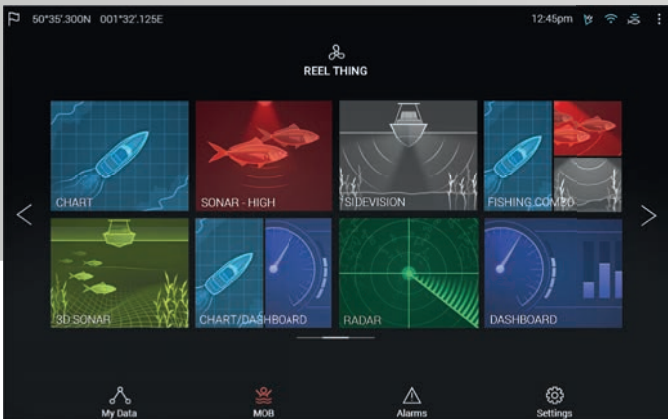 50°35'.300N 001°32'.125E
12:45pm
REEL THING
CHART
SONAR - HIGH
SIDEVISION
FISHING COMBO
3D SONAR
CHART/DASHBOARD
RADAR
DASHBOARD
My Data
MOB
Alarms
Settings